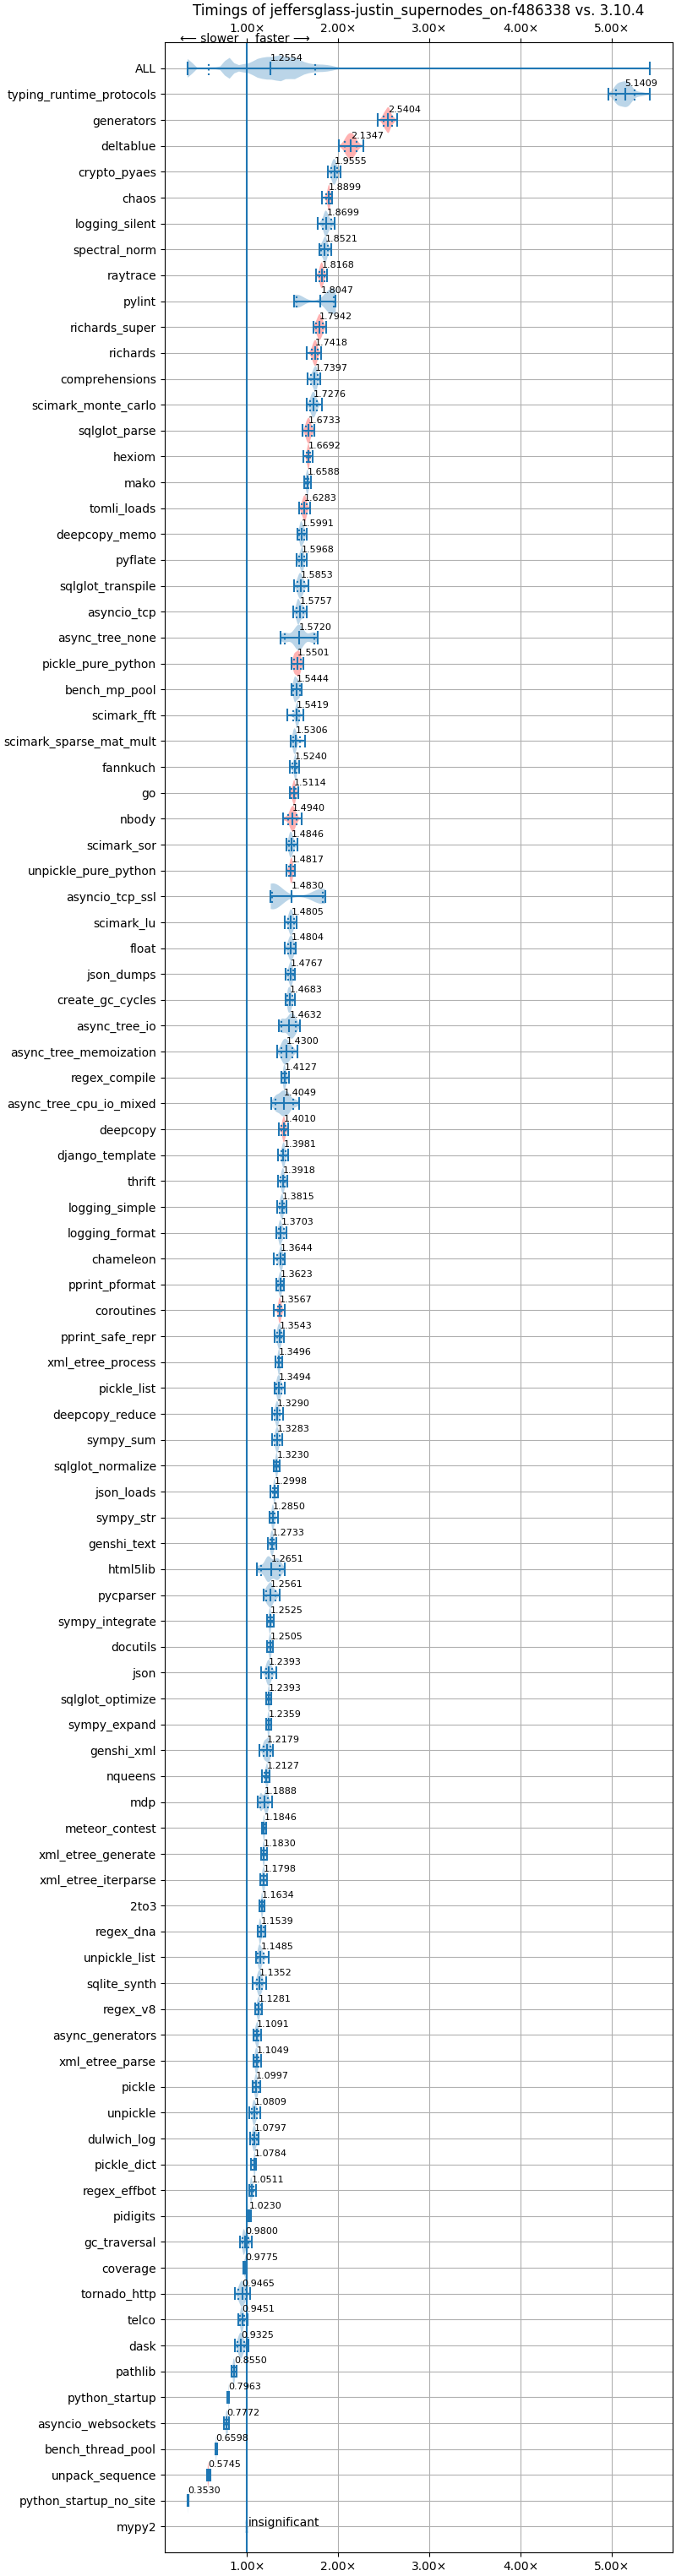 Timings of jeffersglass-justin_supernodes_on-f486338 vs. 3.10.4
1.00× 2.00× 3.00× 4.00× 5.00×
⟵ slower faster ⟶
ALL 1.2554
typing_runtime_protocols 5.1409
generators 2.5404
deltablue 2.1347
crypto_pyaes 1.9555
chaos 1.8899
logging_silent 1.8699
spectral_norm 1.8521
raytrace 1.8168
pylint 1.8047
richards_super 1.7942
richards 1.7418
comprehensions 1.7397
scimark_monte_carlo 1.7276
sqlglot_parse 1.6733
hexiom 1.6692
mako 1.6588
tomli_loads 1.6283
deepcopy_memo 1.5991
pyflate 1.5968
sqlglot_transpile 1.5853
asyncio_tcp 1.5757
async_tree_none 1.5720
pickle_pure_python 1.5501
bench_mp_pool 1.5444
scimark_fft 1.5419
scimark_sparse_mat_mult 1.5306
fannkuch 1.5240
go 1.5114
nbody 1.4940
scimark_sor 1.4846
unpickle_pure_python 1.4817
asyncio_tcp_ssl 1.4830
scimark_lu 1.4805
float 1.4804
json_dumps 1.4767
create_gc_cycles 1.4683
async_tree_io 1.4632
async_tree_memoization 1.4300
regex_compile 1.4127
async_tree_cpu_io_mixed 1.4049
deepcopy 1.4010
django_template 1.3981
thrift 1.3918
logging_simple 1.3815
logging_format 1.3703
chameleon 1.3644
pprint_pformat 1.3623
coroutines 1.3567
pprint_safe_repr 1.3543
xml_etree_process 1.3496
pickle_list 1.3494
deepcopy_reduce 1.3290
sympy_sum 1.3283
sqlglot_normalize 1.3230
json_loads 1.2998
sympy_str 1.2850
genshi_text 1.2733
html5lib 1.2651
pycparser 1.2561
sympy_integrate 1.2525
docutils 1.2505
json 1.2393
sqlglot_optimize 1.2393
sympy_expand 1.2359
genshi_xml 1.2179
nqueens 1.2127
mdp 1.1888
meteor_contest 1.1846
xml_etree_generate 1.1830
xml_etree_iterparse 1.1798
2to3 1.1634
regex_dna 1.1539
unpickle_list 1.1485
sqlite_synth 1.1352
regex_v8 1.1281
async_generators 1.1091
xml_etree_parse 1.1049
pickle 1.0997
unpickle 1.0809
dulwich_log 1.0797
pickle_dict 1.0784
regex_effbot 1.0511
pidigits 1.0230
gc_traversal 0.9800
coverage 0.9775
tornado_http 0.9465
telco 0.9451
dask 0.9325
pathlib 0.8550
python_startup 0.7963
asyncio_websockets 0.7772
bench_thread_pool 0.6598
unpack_sequence 0.5745
python_startup_no_site 0.3530
mypy2 insignificant
1.00× 2.00× 3.00× 4.00× 5.00×